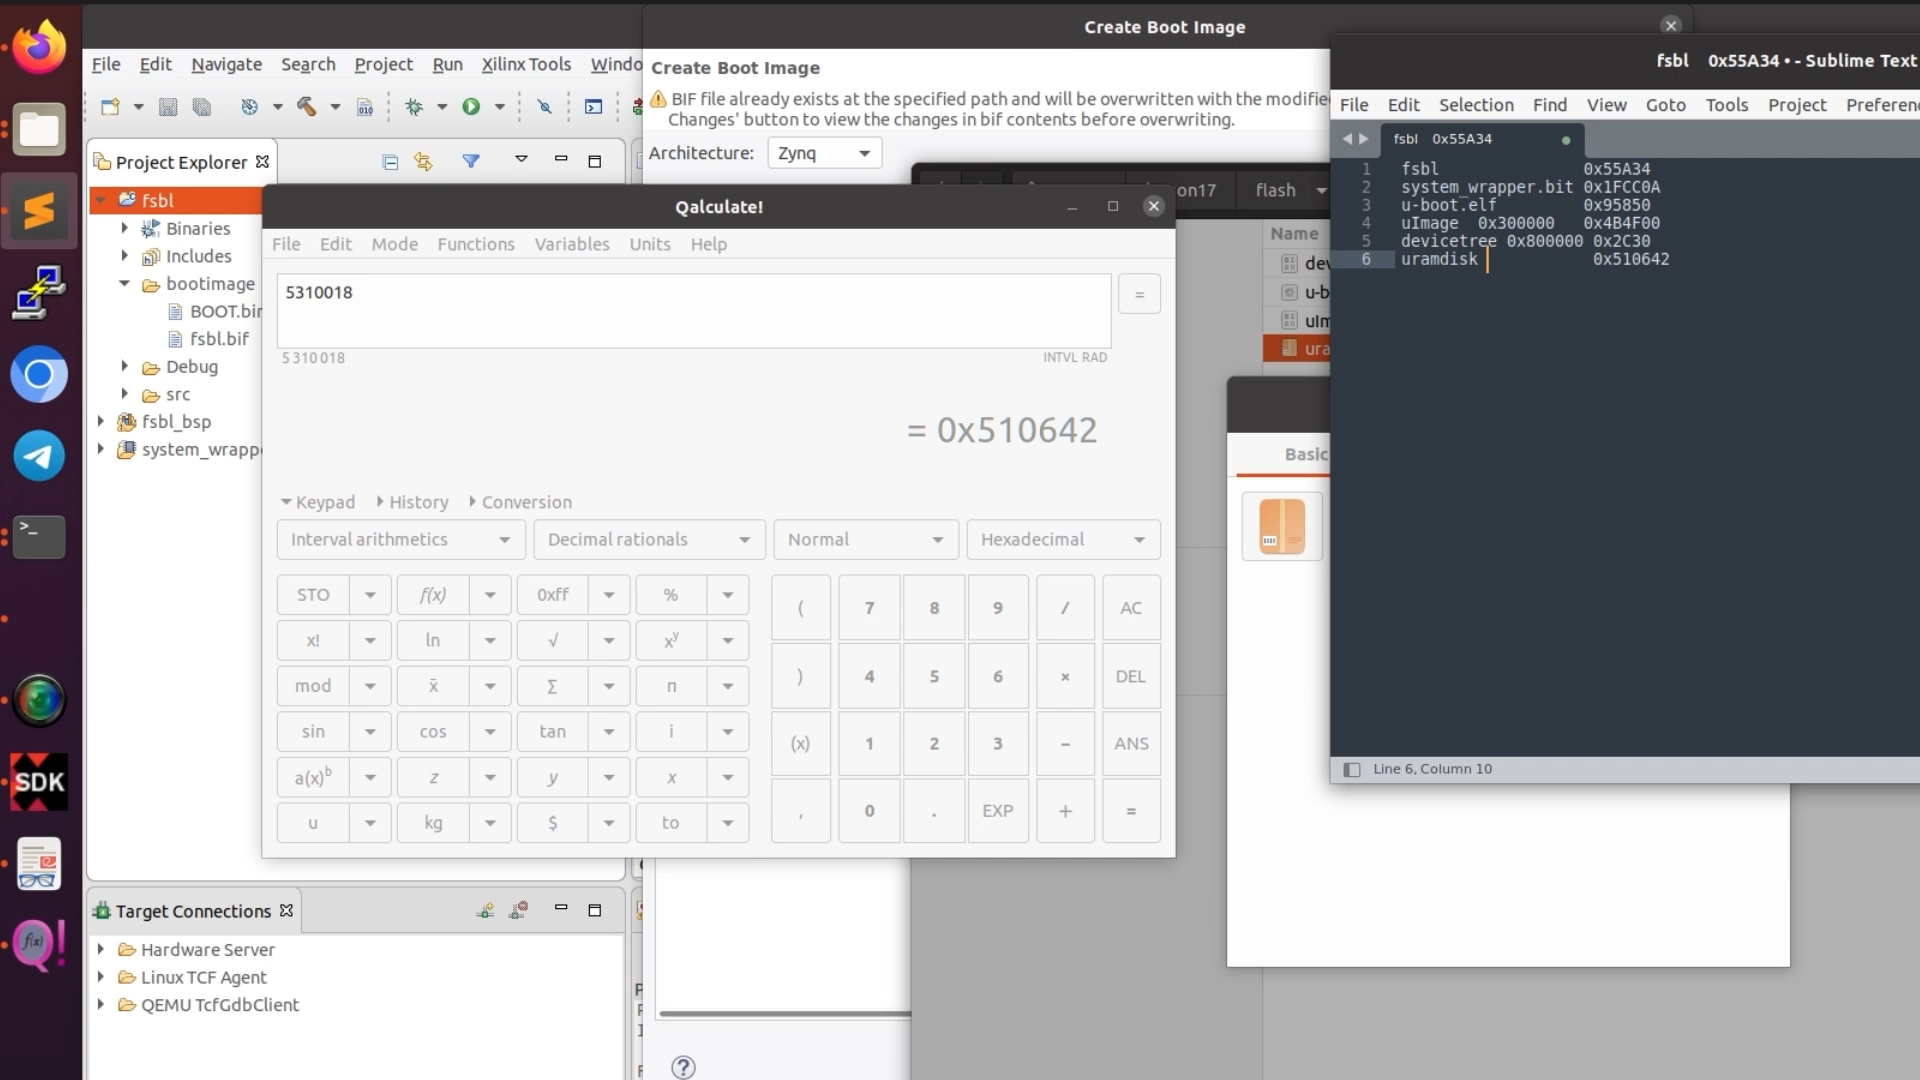 Create Boot Image
File Edit Navigate Search Project Run Xilinx Tools
Create Boot Image
BIF file already exists at the specified path and will be overwritten with the
Changes' button to view the changes in bif contents before overwriting.
Architecture: Zynq
Project Explorer
fsbl
Binaries
Includes
bootimage
fsbl.bif
Debug
src
fsbl_bsp
flash
Name
Qalculate!
File Edit Mode Functions Variables Units Help
5310018
=
5 310 018 INTVL RAD
= 0x510642
Keypad History Conversion
Interval arithmetics Decimal rationals Normal Hexadecimal
STO f(x) 0xff % ( 7 8 9 / AC
x! ln √ x^y
mod x̄ Σ π ) 4 5 6 × DEL
sin cos tan i (x) 1 2 3 − ANS
a(x)^b z y x
u kg $ to , 0 . EXP + =
Basic
fsbl 0x55A34 • - Sublime Text
File Edit Selection Find View Goto Tools Project
fsbl 0x55A34
1 fsbl 0x55A34
2 system_wrapper.bit 0x1FCC0A
3 u-boot.elf 0x95850
4 uImage 0x300000 0x4B4F00
5 devicetree 0x800000 0x2C30
6 uramdisk 0x510642
Line 6, Column 10
Target Connections
Hardware Server
Linux TCF Agent
QEMU TcfGdbClient
>_
SDK
f(x)
?